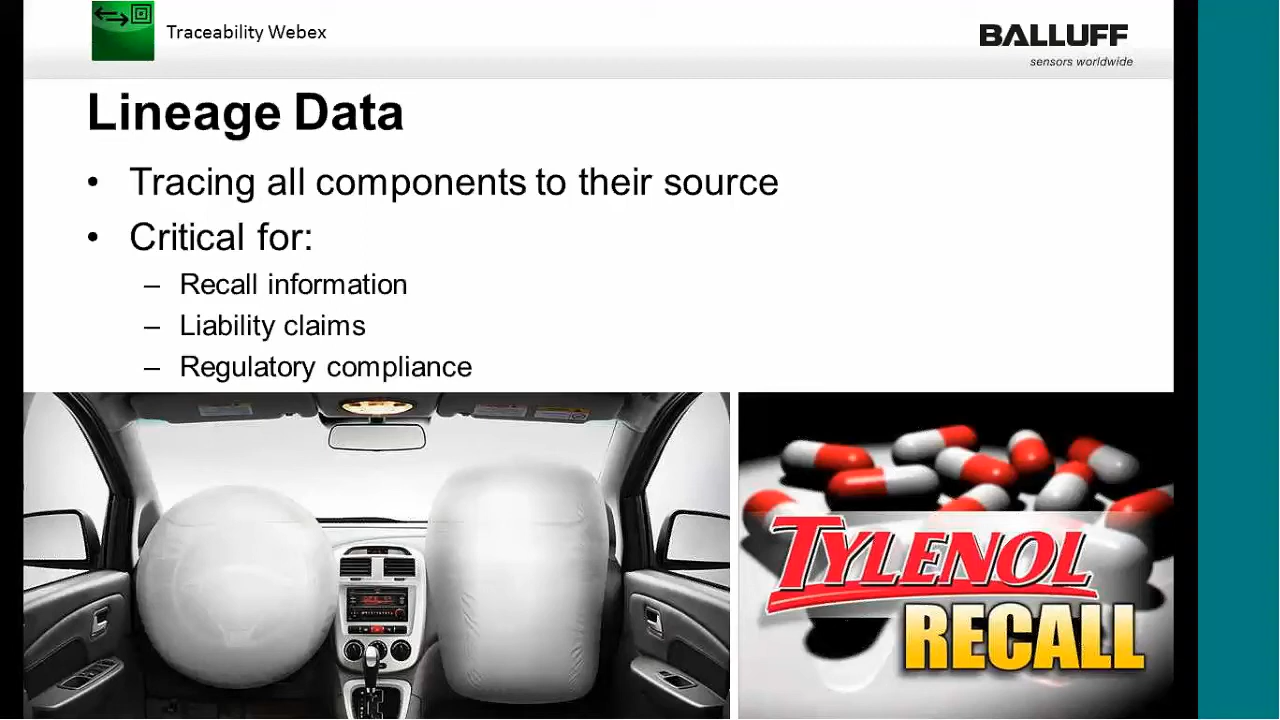 Traceability Webex
BALLUFF
sensors worldwide
Lineage Data
• Tracing all components to their source
• Critical for:
– Recall information
– Liability claims
– Regulatory compliance
TYLENOL
RECALL